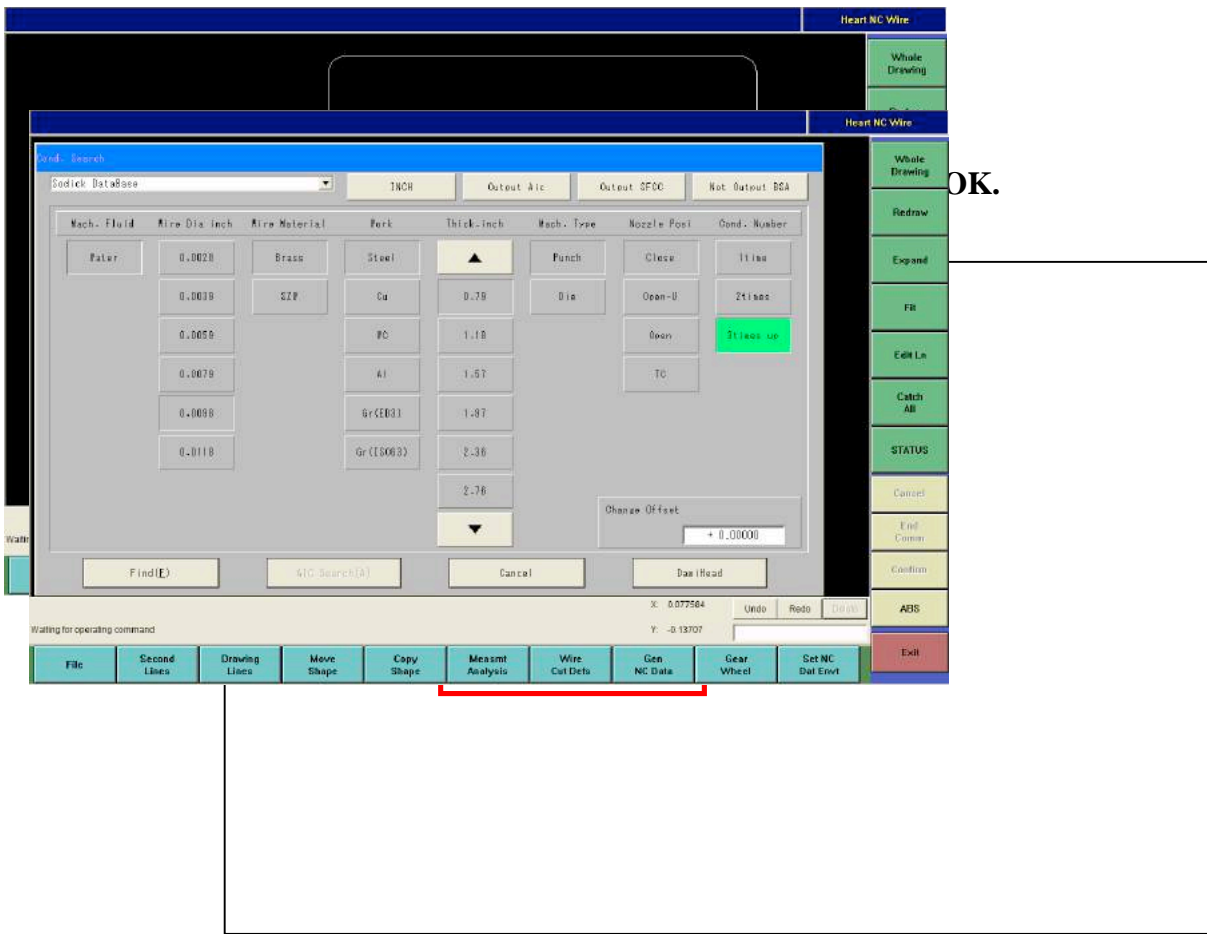 Heart NC Wire
Whole
Drawing
Heart NC Wire
OK.
Cond. Search
Sodick DataBase
INCH
Output Aic
Output SFCC
Not Output BSA
Mach. Fluid
Wire Dia inch
Wire Material
Work
Thick-inch
Mach. Type
Nozzle Posi
Cond. Number
Water
0.0028
Brass
Steel
▲
Punch
Close
1time
0.0039
SZW
Cu
0.79
Die
Open-U
2times
0.0059
WC
1.18
Open
3times up
0.0079
Al
1.57
TC
0.0098
Gr(ED3)
1.97
0.0118
Gr(ISO63)
2.36
2.76
▼
Change Offset
+ 0.00000
Find(F)
AIC Search(A)
Cancel
DamiHead
Whole
Drawing
Redraw
Expand
Fit
Edit Ln
Catch
All
STATUS
Cancel
End
Comm
Confirm
ABS
Exit
X: 0.077584
Undo
Redo
Waiting for operating command
Y: -0.13707
File
Second
Lines
Drawing
Lines
Move
Shape
Copy
Shape
Measmt
Analysis
Wire
Cut Defs
Gen
NC Data
Gear
Wheel
Set NC
Dat Envt